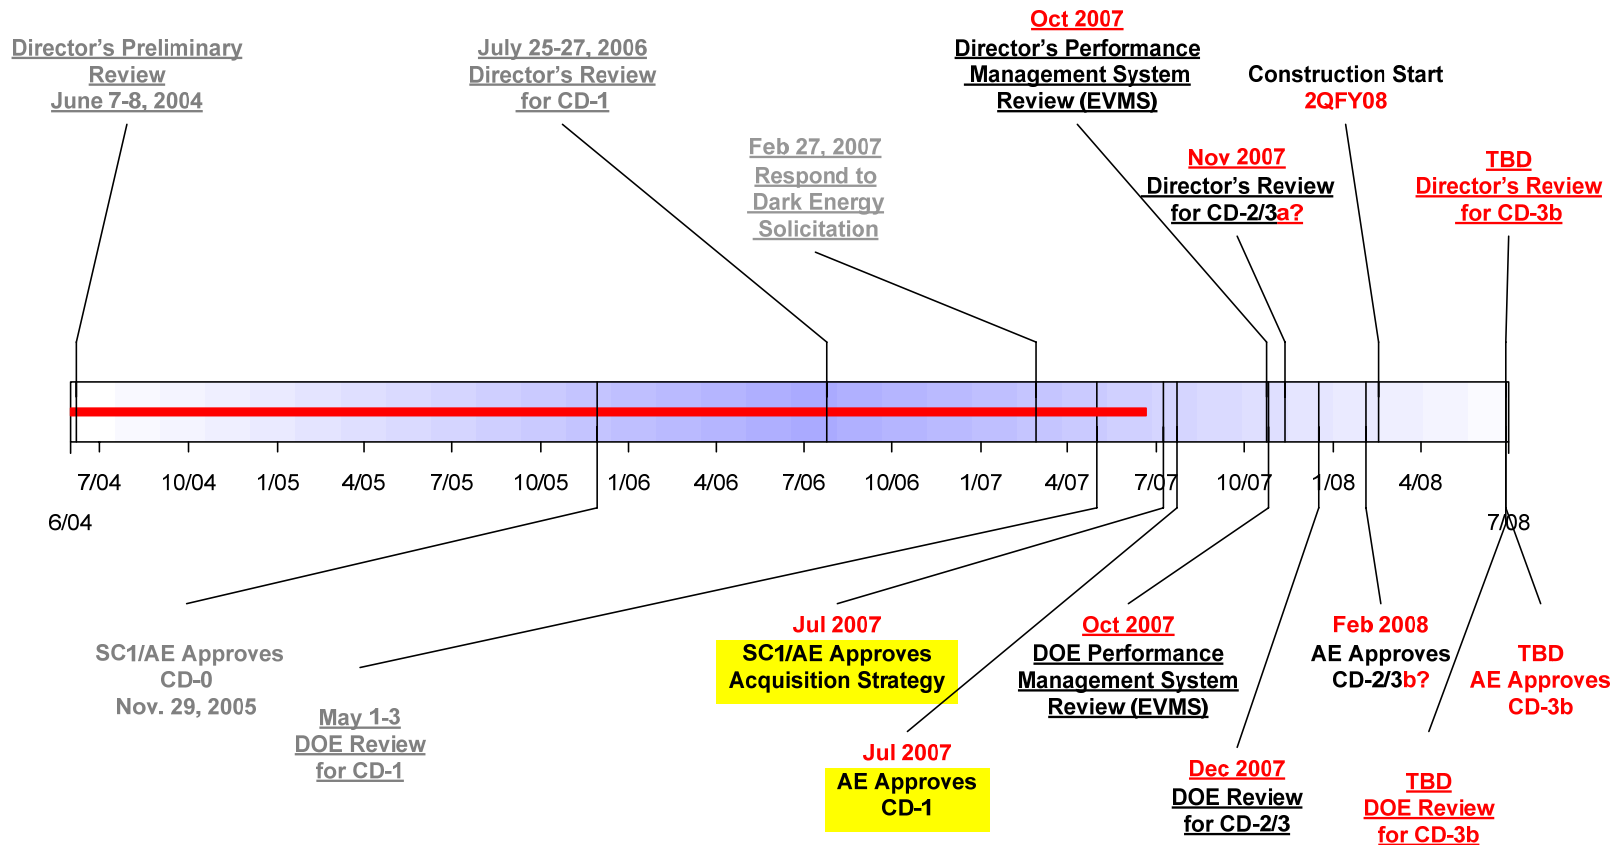 Director’s Preliminary
Review
June 7-8, 2004
July 25-27, 2006
Director’s Review
for CD-1
Feb 27, 2007
Respond to
Dark Energy
Solicitation
Oct 2007
Director’s Performance
Management System
Review (EVMS)
Nov 2007
Director’s Review
for CD-2/3a?
Construction Start
2QFY08
TBD
Director’s Review
for CD-3b
7/04 10/04 1/05 4/05 7/05 10/05 1/06 4/06 7/06 10/06 1/07 4/07 7/07 10/07 1/08 4/08
6/04 7/08
SC1/AE Approves
CD-0
Nov. 29, 2005
May 1-3
DOE Review
for CD-1
Jul 2007
SC1/AE Approves
Acquisition Strategy
Jul 2007
AE Approves
CD-1
Oct 2007
DOE Performance
Management System
Review (EVMS)
Dec 2007
DOE Review
for CD-2/3
Feb 2008
AE Approves
CD-2/3b?
TBD
DOE Review
for CD-3b
TBD
AE Approves
CD-3b